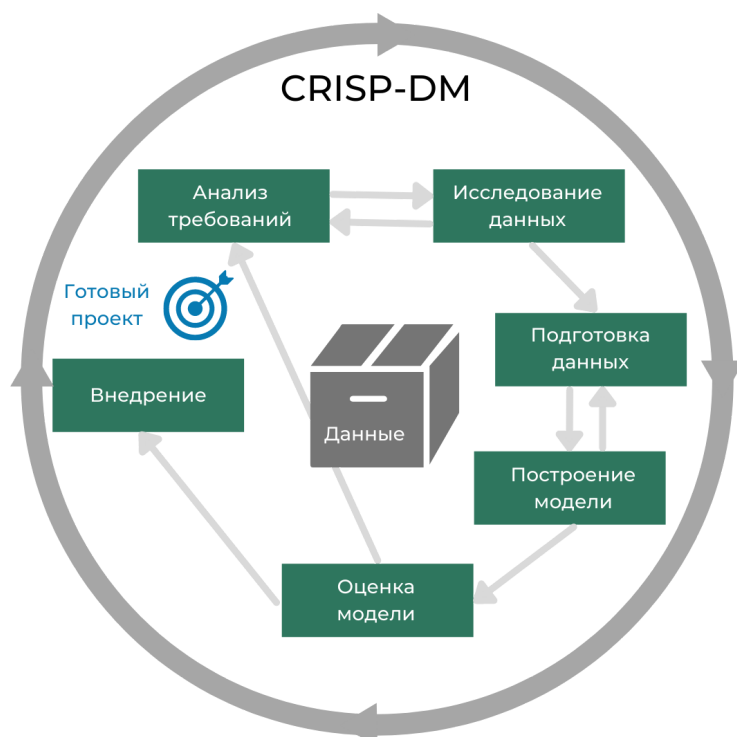 CRISP-DM
Анализ
требований
Исследование
данных
Готовый
проект
Подготовка
данных
Внедрение
Данные
Построение
модели
Оценка
модели